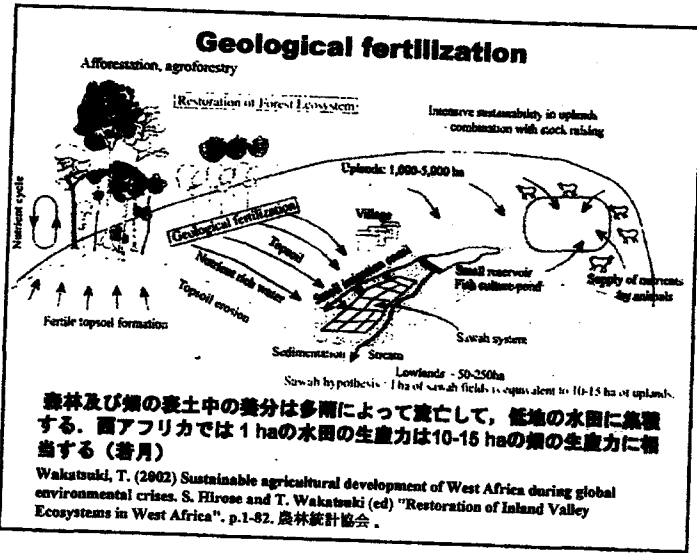 Geological fertilization
Afforestation, agroforestry
Restoration of Forest Ecosystem
Intensive sustainability in uplands
combination with stock raising
Uplands: 1,000-5,000 ha
Nutrient cycle
Village
Geological fertilization
Topsoil
Nutrient rich water
Topsoil erosion
Small irrigation canal
Small reservoir
Fish culture pond
Supply of nutrients
by animals
Fertile topsoil formation
Sawah system
Sedimentation
Stream
Lowlands - 50-250ha
Sawah hypothesis : 1 ha of sawah fields is equivalent to 10-15 ha of uplands.
森林及び畑の表土中の養分は多雨によって流亡して，低地の水田に集積
する．西アフリカでは 1 haの水田の生産力は10-15 haの畑の生産力に相
当する（若月）
Wakatsuki, T. (2002) Sustainable agricultural development of West Africa during global
environmental crises. S. Hirose and T. Wakatsuki (ed) "Restoration of Inland Valley
Ecosystems in West Africa". p.1-82. 農林統計協会 .